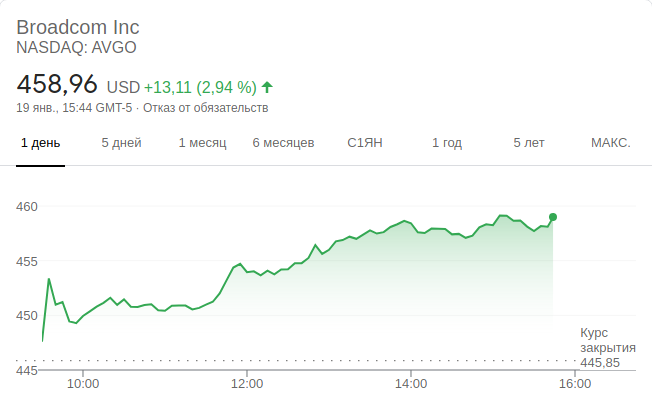 Broadcom Inc
NASDAQ: AVGO
458,96 USD +13,11 (2,94 %)
19 янв., 15:44 GMT-5 · Отказ от обязательств
1 день 5 дней 1 месяц 6 месяцев С1ЯН 1 год 5 лет МАКС.
460
455
450
Курс
закрытия
445,85
445
10:00 12:00 14:00 16:00